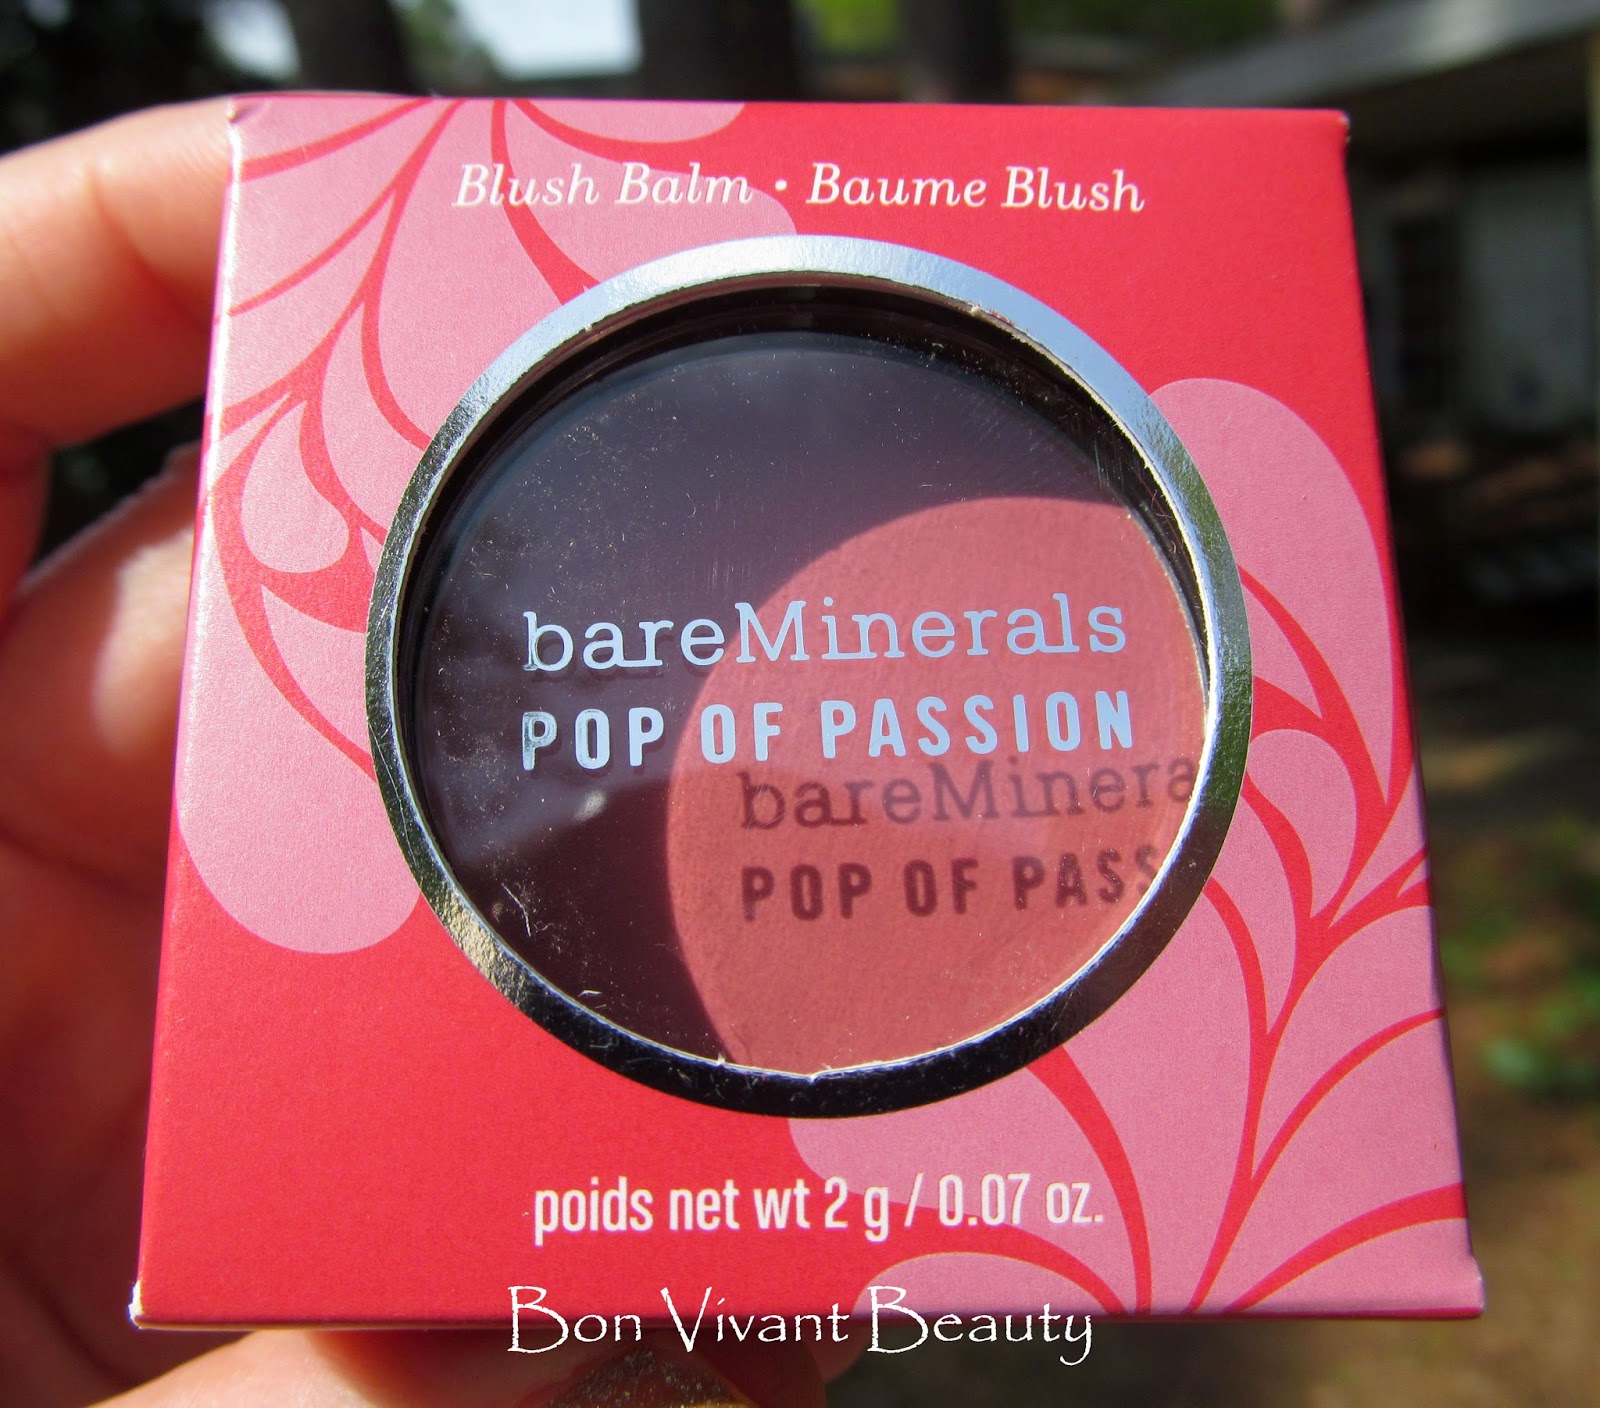 Blush Balm • Baume Blush
bareMinerals
POP OF PASSION
bareMinera
POP OF PASS
poids net wt 2 g / 0.07 oz.
Bon Vivant Beauty